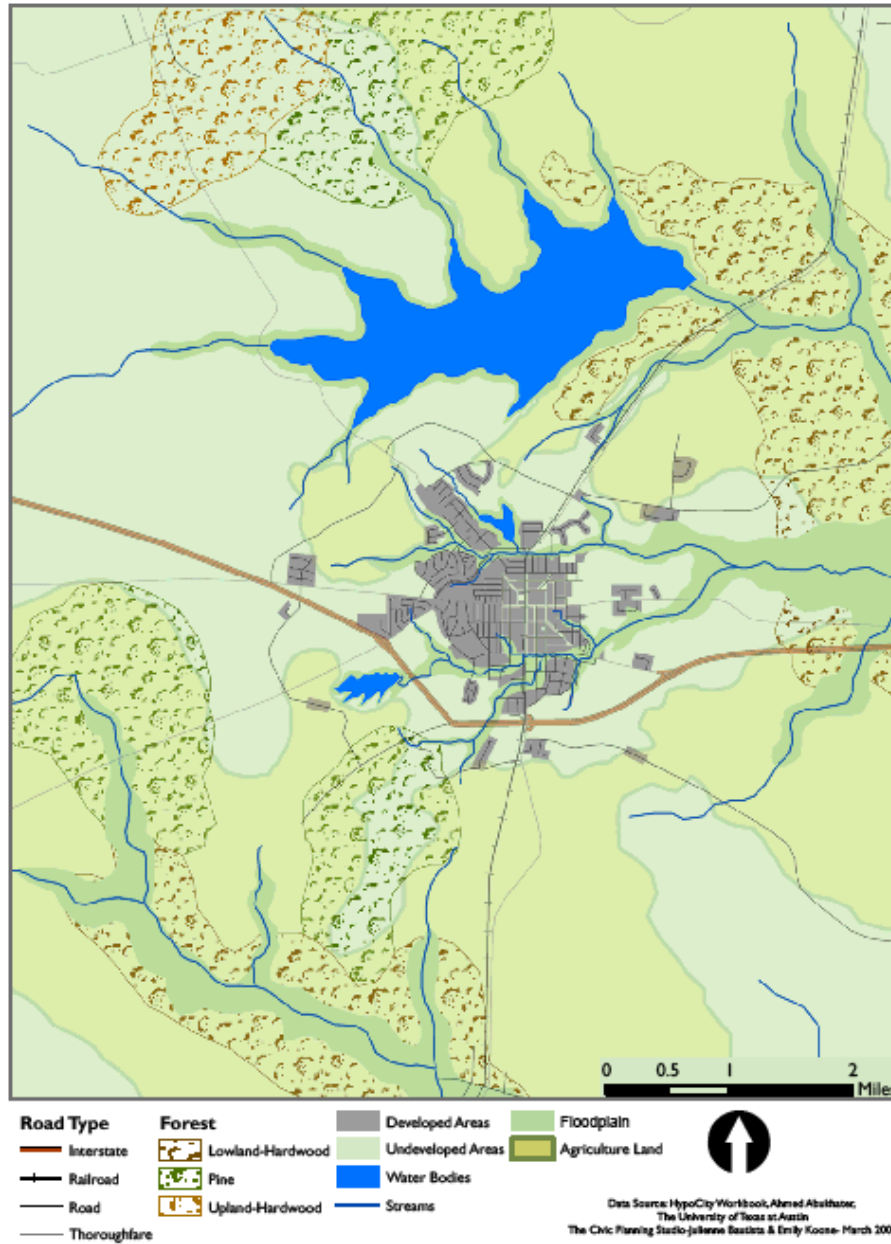 0 0.5 1 2
Miles
Road Type
Interstate
Railroad
Road
Thoroughfare
Forest
Lowland-Hardwood
Pine
Upland-Hardwood
Developed Areas
Undeveloped Areas
Water Bodies
Streams
Floodplain
Agriculture Land
Data Source: HypoCity Workbook, Ahmed Abukhater,
The University of Texas at Austin
The Civic Planning Studio-Julienne Bautista & Emily Koone- March 200